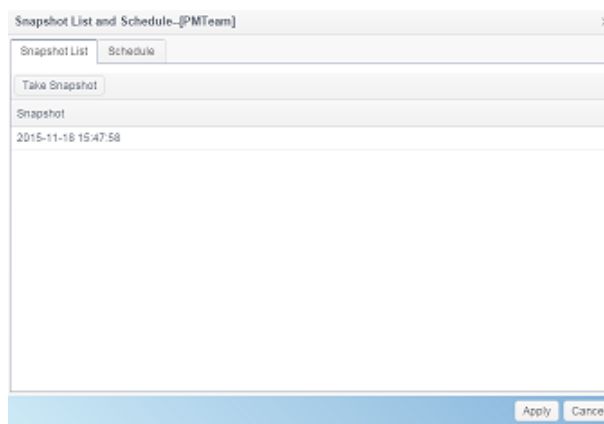 Snapshot List and Schedule--[PMTeam]
Snapshot List Schedule
Take Snapshot
Snapshot
2015-11-18 15:47:58
Apply Cance